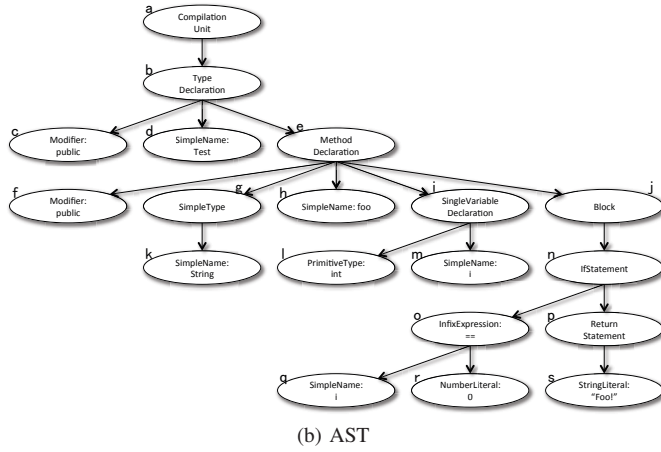 a
Compilation
Unit
b
Type
Declaration
c
Modifier:
public
d
SimpleName:
Test
e
Method
Declaration
f
Modifier:
public
g
SimpleType
h
SimpleName: foo
i
SingleVariable
Declaration
j
Block
k
SimpleName:
String
l
PrimitiveType:
int
m
SimpleName:
i
n
IfStatement
o
InfixExpression:
==
p
Return
Statement
q
SimpleName:
i
r
NumberLiteral:
0
s
StringLiteral:
"Foo!"
(b) AST